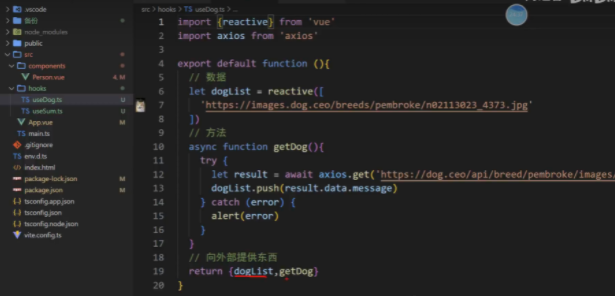 .vscode
备份
node_modules
public
src
components
Person.vue 4, M
hooks
useDog.ts U
useSum.ts U
App.vue M
main.ts
.gitignore
env.d.ts
index.html
package-lock.json M
package.json M
tsconfig.app.json
tsconfig.json
tsconfig.node.json
vite.config.ts
src > hooks > TS useDog.ts > ...
1 import {reactive} from 'vue'
2 import axios from 'axios'
3
4 export default function (){
5 // 数据
6 let dogList = reactive([
7 'https://images.dog.ceo/breeds/pembroke/n02113023_4373.jpg'
8 ])
9 // 方法
10 async function getDog(){
11 try {
12 let result = await axios.get('https://dog.ceo/api/breed/pembroke/images/
13 dogList.push(result.data.message)
14 } catch (error) {
15 alert(error)
16 }
17 }
18 // 向外部提供东西
19 return {dogList,getDog}
20 }